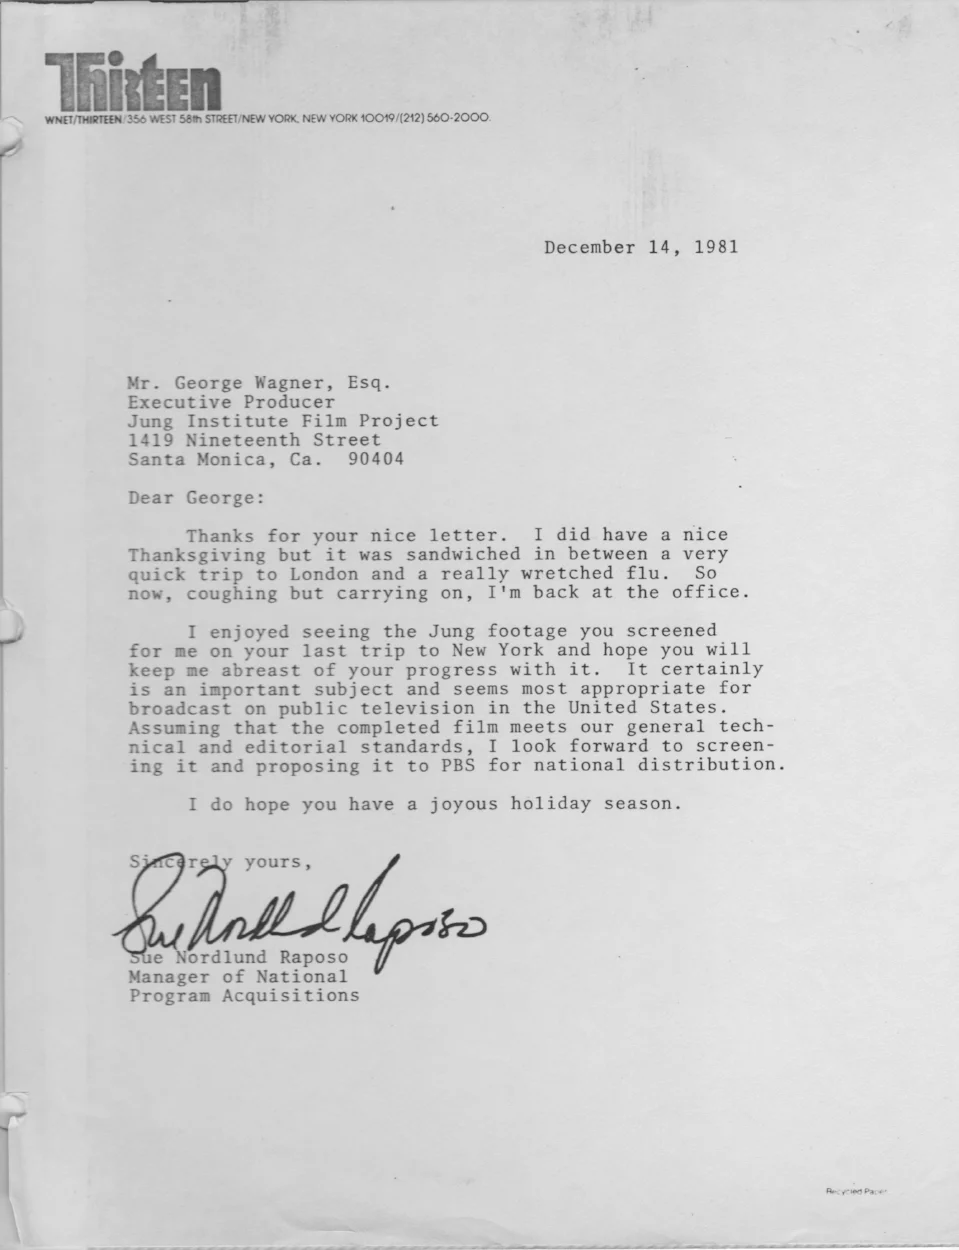 Thirteen
WNET/THIRTEEN/356 WEST 58th STREET/NEW YORK, NEW YORK 10019/(212) 560-2000.
December 14, 1981
Mr. George Wagner, Esq.
Executive Producer
Jung Institute Film Project
1419 Nineteenth Street
Santa Monica, Ca. 90404
Dear George:
Thanks for your nice letter. I did have a nice
Thanksgiving but it was sandwiched in between a very
quick trip to London and a really wretched flu. So
now, coughing but carrying on, I'm back at the office.
I enjoyed seeing the Jung footage you screened
for me on your last trip to New York and hope you will
keep me abreast of your progress with it. It certainly
is an important subject and seems most appropriate for
broadcast on public television in the United States.
Assuming that the completed film meets our general tech-
nical and editorial standards, I look forward to screen-
ing it and proposing it to PBS for national distribution.
I do hope you have a joyous holiday season.
Sincerely yours,
Sue Nordlund Raposo
Sue Nordlund Raposo
Manager of National
Program Acquisitions
Recycled Paper